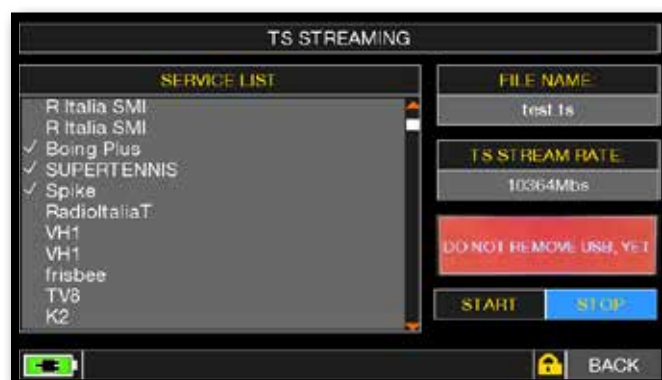 TS STREAMING
SERVICE LIST
R Italia SMI
R Italia SMI
✓ Boing Plus
✓ SUPERTENNIS
✓ Spike
RadioItaliaT
VH1
VH1
frisbee
TV8
K2
FILE NAME:
test.ts
TS STREAM RATE:
10364Mbs
DO NOT REMOVE USB, YET
START
STOP
BACK